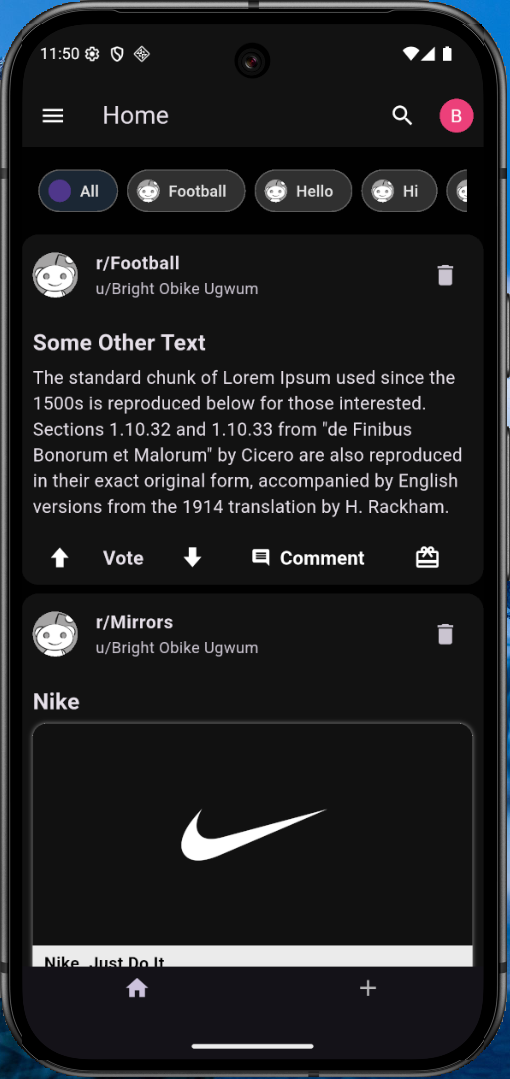 11:50
Home
B
All Football Hello Hi
r/Football
u/Bright Obike Ugwum
Some Other Text
The standard chunk of Lorem Ipsum used since the
1500s is reproduced below for those interested.
Sections 1.10.32 and 1.10.33 from "de Finibus
Bonorum et Malorum" by Cicero are also reproduced
in their exact original form, accompanied by English
versions from the 1914 translation by H. Rackham.
Vote Comment
r/Mirrors
u/Bright Obike Ugwum
Nike
Nike. Just Do It